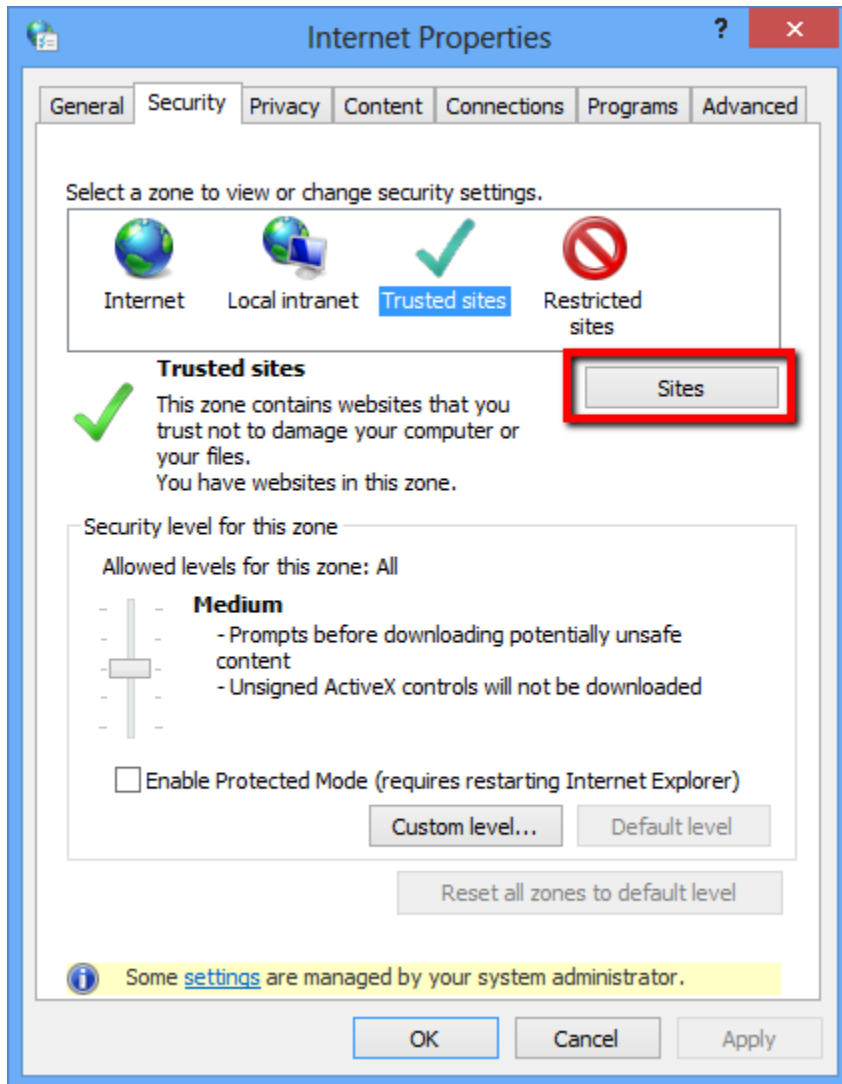 Internet Properties
?
General Security Privacy Content Connections Programs Advanced
Select a zone to view or change security settings.
Internet Local intranet Trusted sites Restricted
sites
Trusted sites
Sites
This zone contains websites that you
trust not to damage your computer or
your files.
You have websites in this zone.
Security level for this zone
Allowed levels for this zone: All
Medium
- Prompts before downloading potentially unsafe
content
- Unsigned ActiveX controls will not be downloaded
Enable Protected Mode (requires restarting Internet Explorer)
Custom level... Default level
Reset all zones to default level
Some settings are managed by your system administrator.
OK Cancel Apply